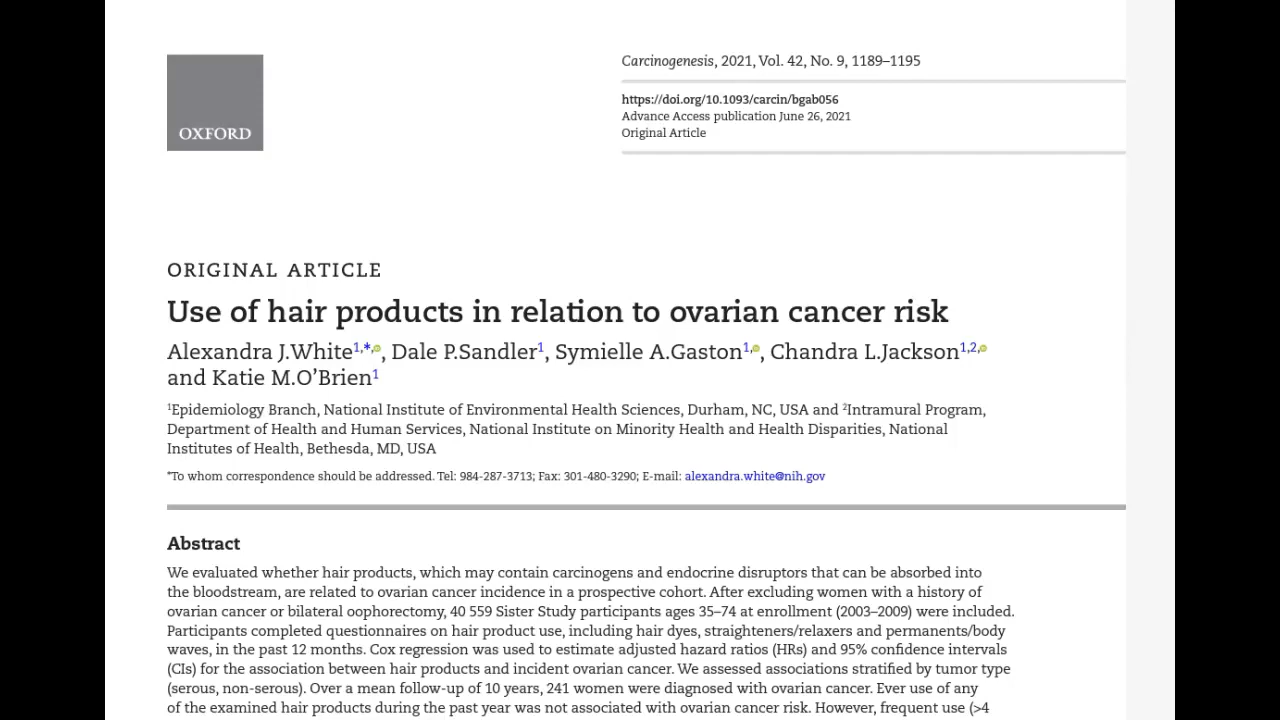 OXFORD
Carcinogenesis, 2021, Vol. 42, No. 9, 1189–1195
https://doi.org/10.1093/carcin/bgab056
Advance Access publication June 26, 2021
Original Article
ORIGINAL ARTICLE
Use of hair products in relation to ovarian cancer risk
Alexandra J.White1,*, Dale P.Sandler1, Symielle A.Gaston1, Chandra L.Jackson1,2,
and Katie M.O’Brien1
1Epidemiology Branch, National Institute of Environmental Health Sciences, Durham, NC, USA and 2Intramural Program,
Department of Health and Human Services, National Institute on Minority Health and Health Disparities, National
Institutes of Health, Bethesda, MD, USA
*To whom correspondence should be addressed. Tel: 984-287-3713; Fax: 301-480-3290; E-mail: alexandra.white@nih.gov
Abstract
We evaluated whether hair products, which may contain carcinogens and endocrine disruptors that can be absorbed into
the bloodstream, are related to ovarian cancer incidence in a prospective cohort. After excluding women with a history of
ovarian cancer or bilateral oophorectomy, 40 559 Sister Study participants ages 35–74 at enrollment (2003–2009) were included.
Participants completed questionnaires on hair product use, including hair dyes, straighteners/relaxers and permanents/body
waves, in the past 12 months. Cox regression was used to estimate adjusted hazard ratios (HRs) and 95% confidence intervals
(CIs) for the association between hair products and incident ovarian cancer. We assessed associations stratified by tumor type
(serous, non-serous). Over a mean follow-up of 10 years, 241 women were diagnosed with ovarian cancer. Ever use of any
of the examined hair products during the past year was not associated with ovarian cancer risk. However, frequent use (>4